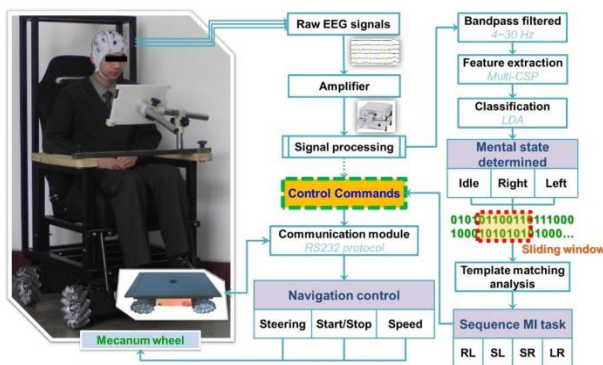 Raw EEG signals
Amplifier
Signal processing
Control Commands
Communication module
RS232 protocol
Navigation control
Steering Start/Stop Speed
Mecanum wheel
Bandpass filtered
4~30 Hz
Feature extraction
Multi-CSP
Classification
LDA
Mental state
determined
Idle Right Left
010101100110111000
1000101010101000...
Sliding window
Template matching
analysis
Sequence MI task
RL SL SR LR